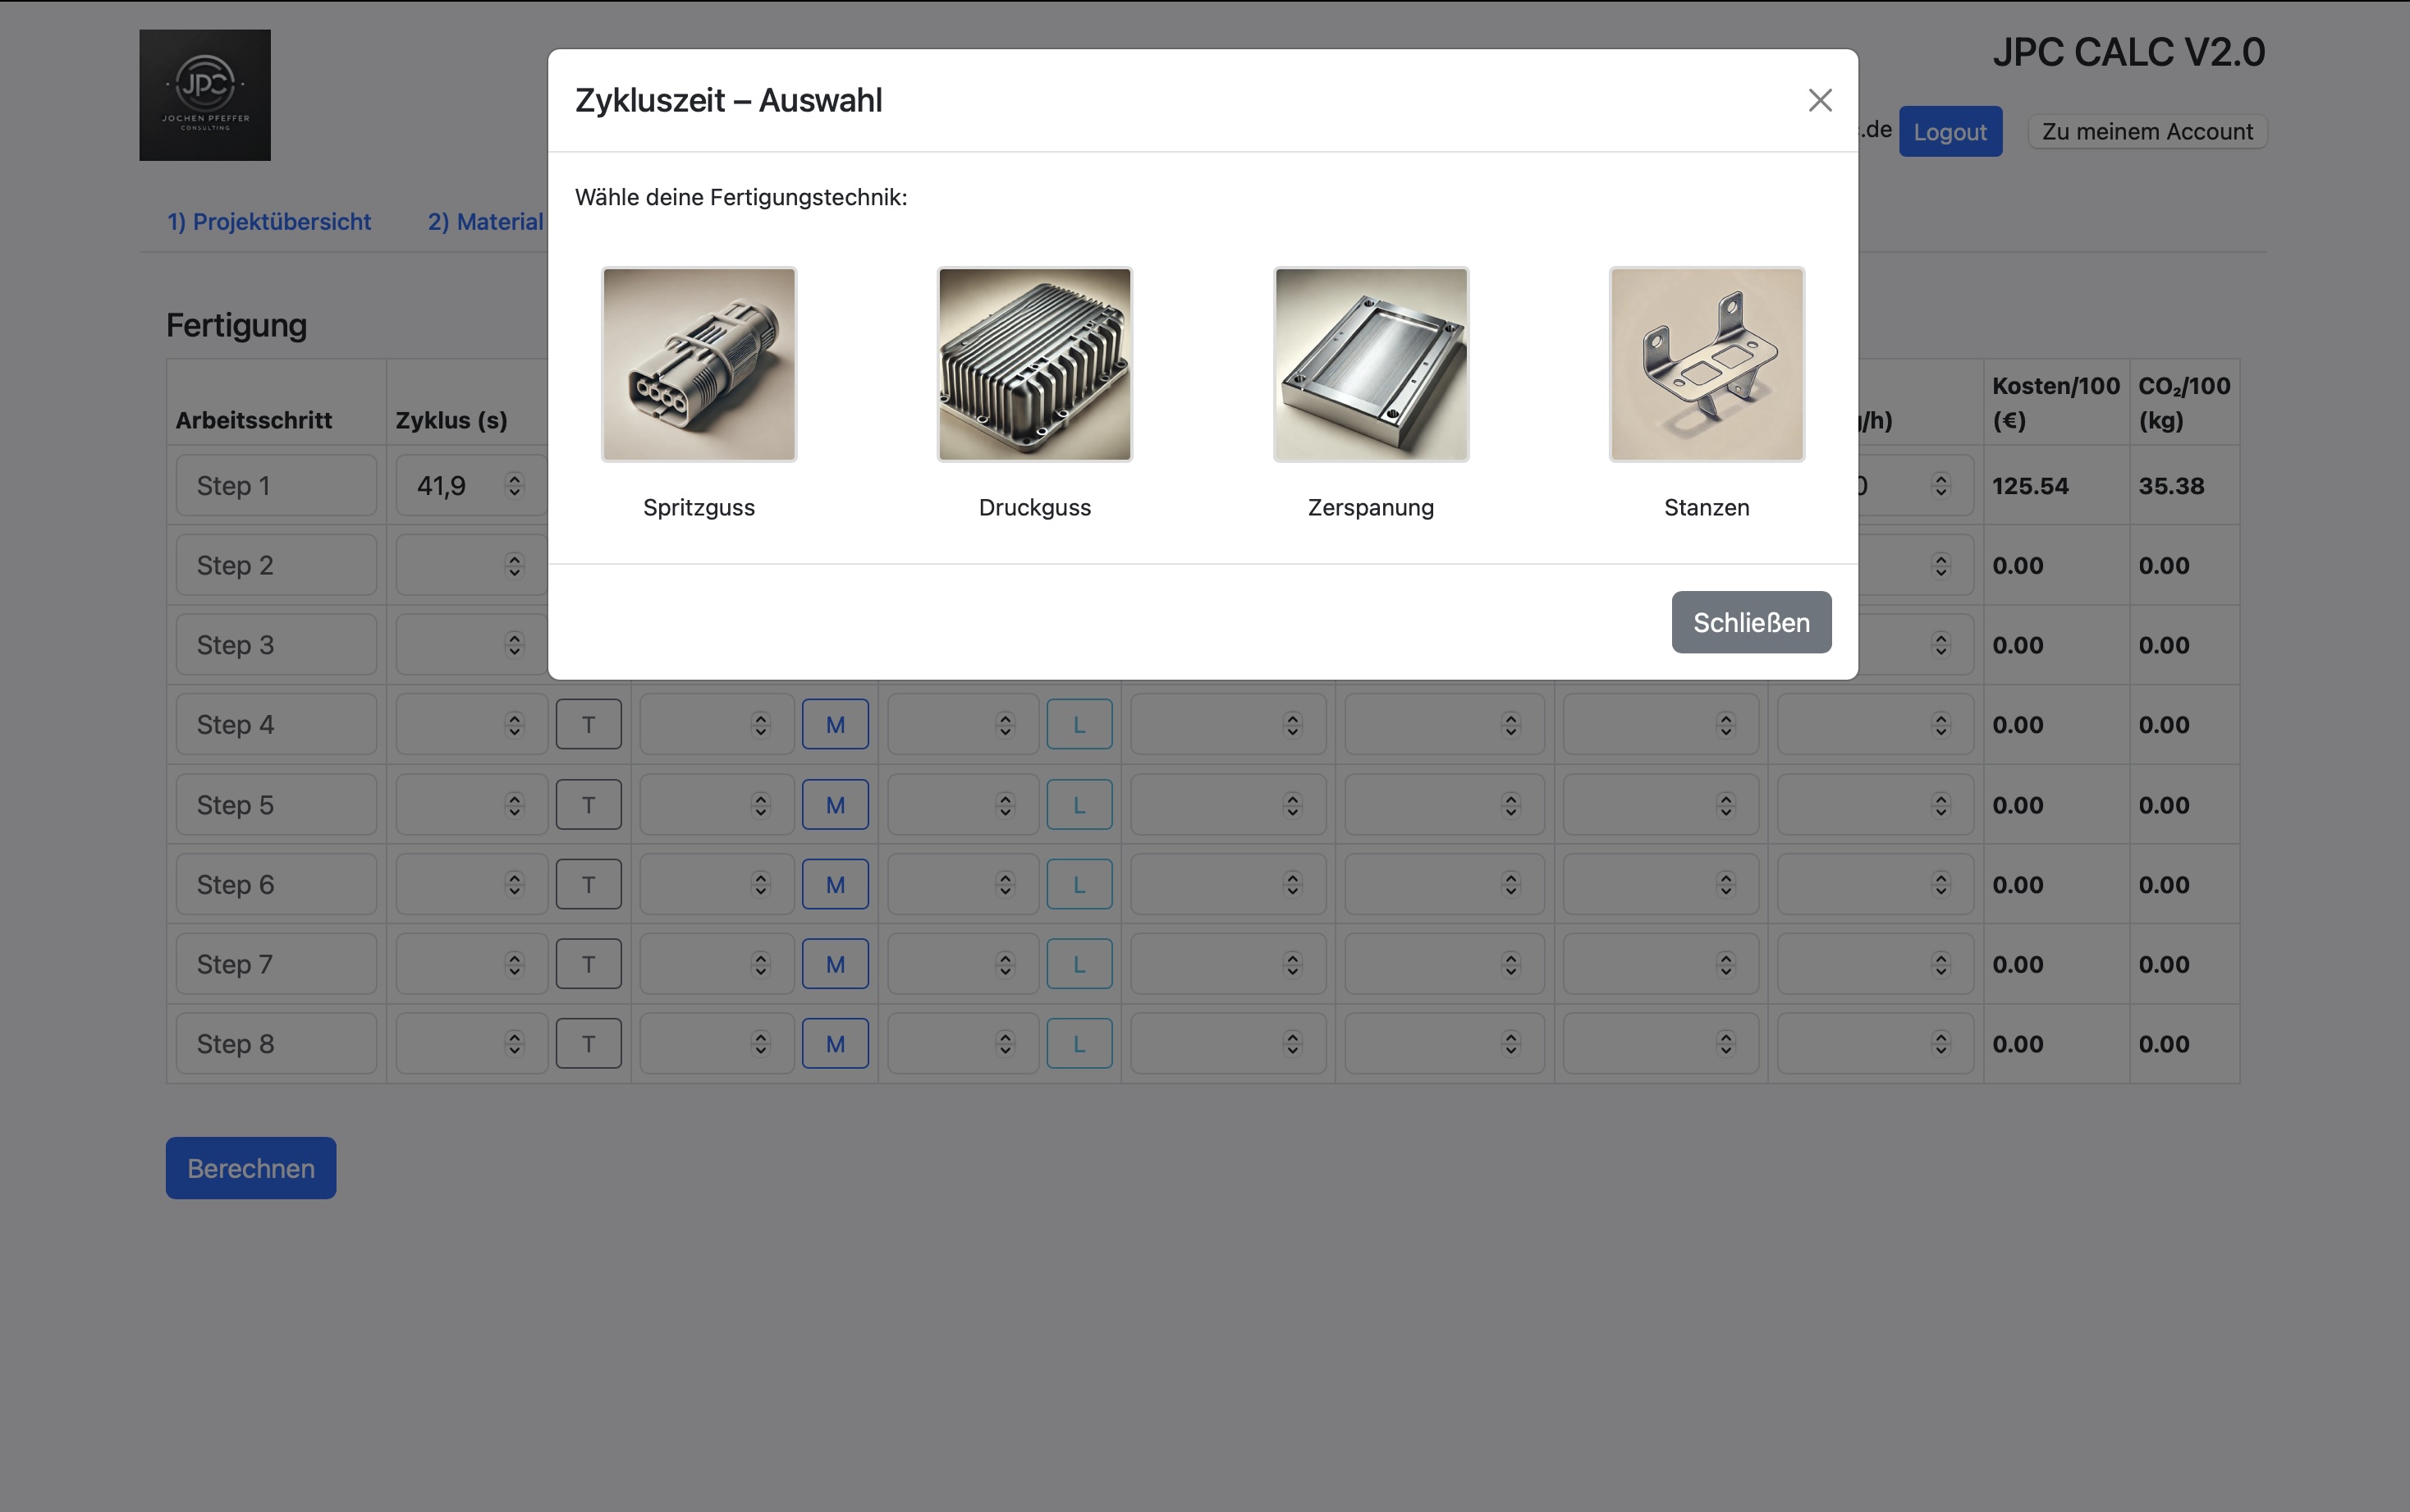 JPC
JOCHEN PFEFFER
CONSULTING
JPC CALC V2.0
.de
Logout
Zu meinem Account
1) Projektübersicht
2) Material
Zykluszeit – Auswahl
Wähle deine Fertigungstechnik:
Spritzguss
Druckguss
Zerspanung
Stanzen
Schließen
Fertigung
Arbeitsschritt
Zyklus (s)
/h)
Kosten/100 (€)
CO₂/100 (kg)
Step 1
41,9
0
125.54
35.38
Step 2
0.00
0.00
Step 3
0.00
0.00
Step 4
T
M
L
0.00
0.00
Step 5
T
M
L
0.00
0.00
Step 6
T
M
L
0.00
0.00
Step 7
T
M
L
0.00
0.00
Step 8
T
M
L
0.00
0.00
Berechnen